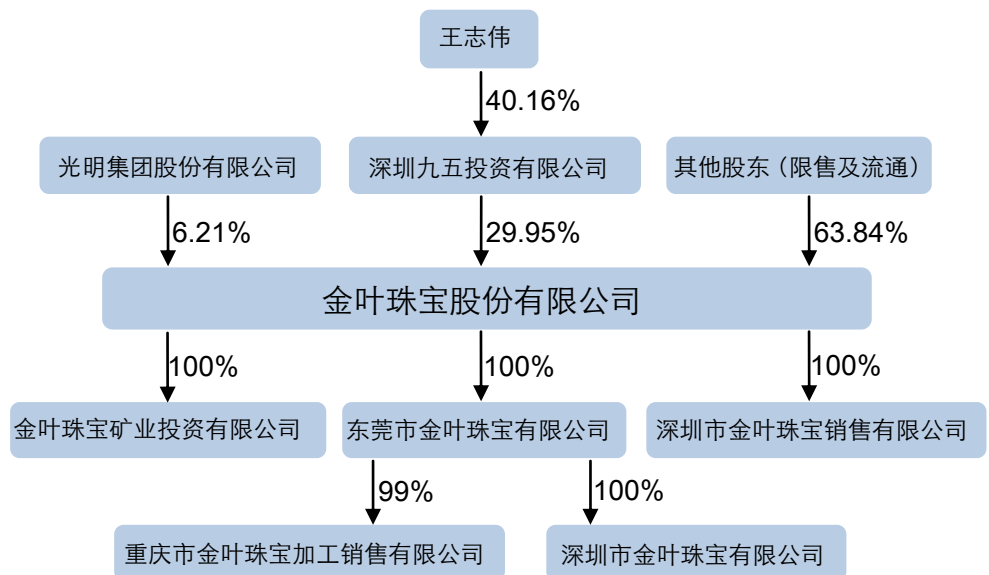 王志伟
40.16%
光明集团股份有限公司
深圳九五投资有限公司
其他股东（限售及流通）
6.21%
29.95%
63.84%
金叶珠宝股份有限公司
100%
100%
100%
金叶珠宝矿业投资有限公司
东莞市金叶珠宝有限公司
深圳市金叶珠宝销售有限公司
99%
100%
重庆市金叶珠宝加工销售有限公司
深圳市金叶珠宝有限公司